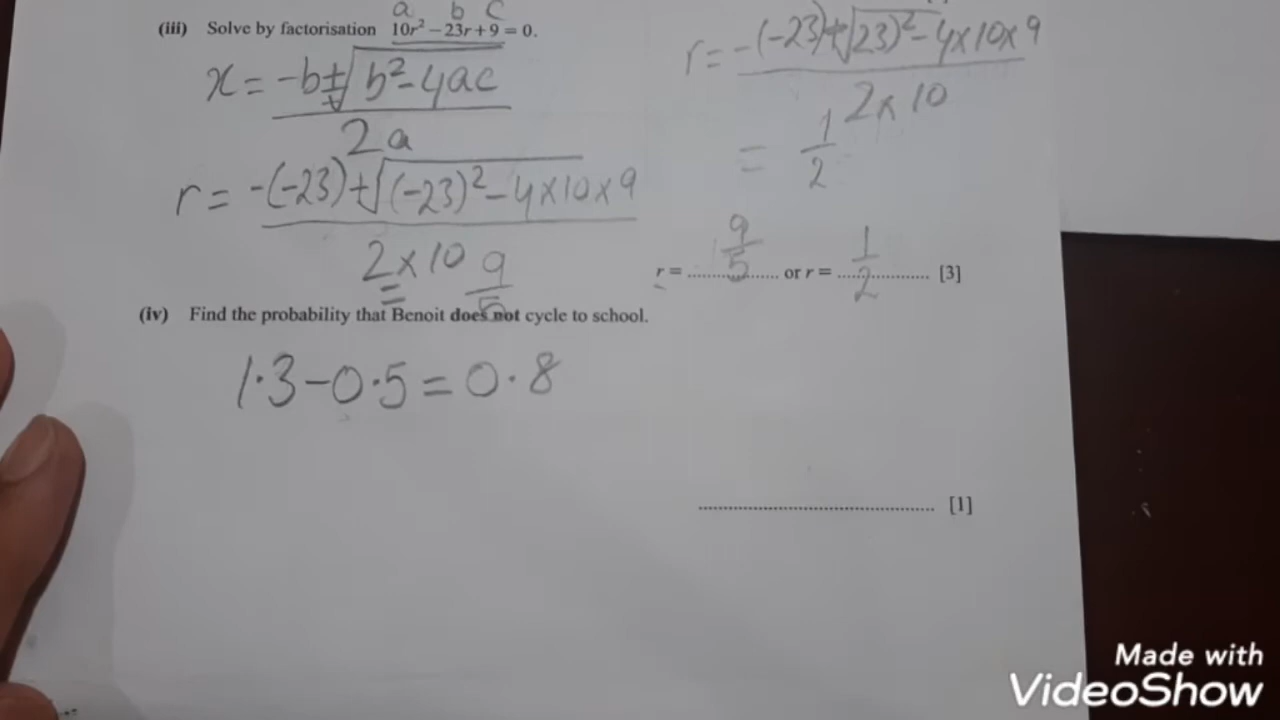 (iii) Solve by factorisation 10r² – 23r + 9 = 0.
a b c
x = -b±√b²-4ac
2a
r = -(-23)+√(-23)²-4×10×9
2×10
9
5
r = -(-23)±√23)²-4×10×9
2×10
= 1
2
r = 9/5 or r = 1/2 [3]
(iv) Find the probability that Benoit does not cycle to school.
1·3-0·5=0·8
[1]
Made with
VideoShow